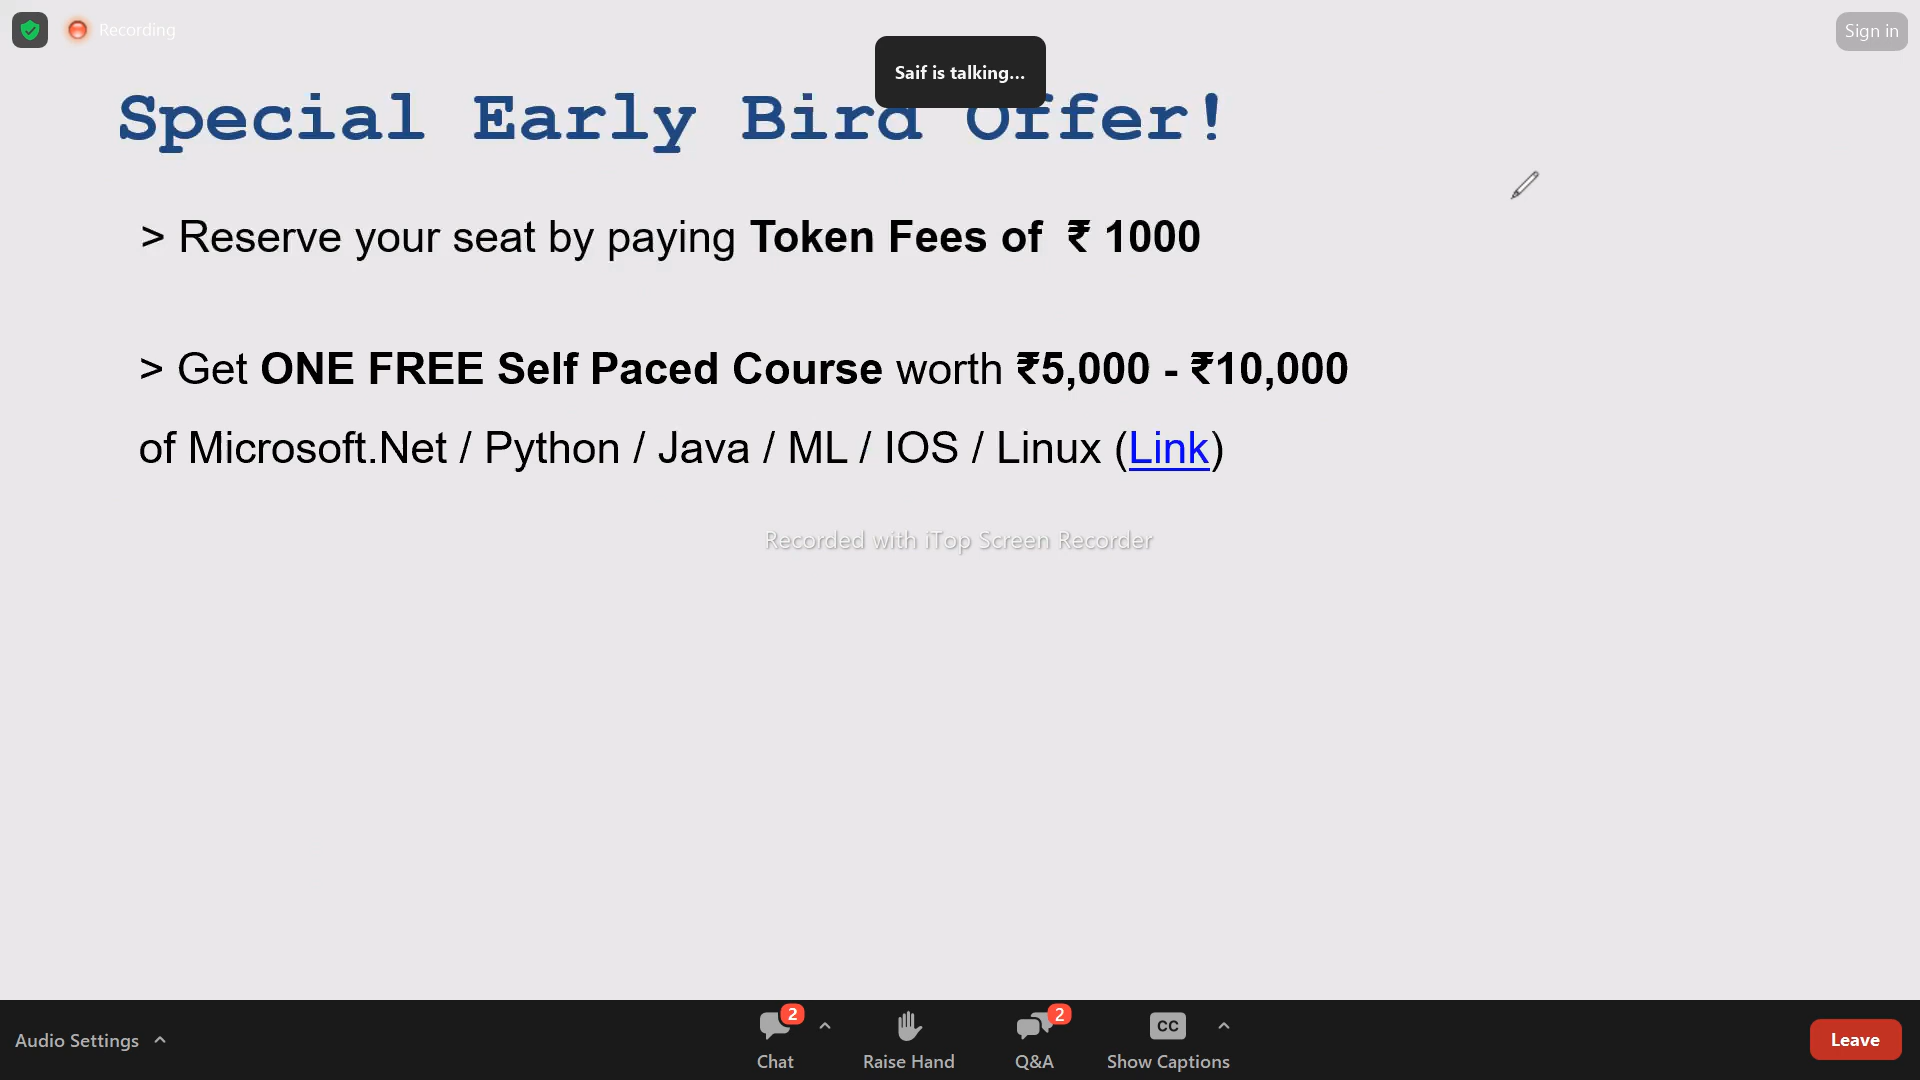 Recording
Sign in
Saif is talking...
Special Early Bird Offer!
> Reserve your seat by paying Token Fees of ₹ 1000
> Get ONE FREE Self Paced Course worth ₹5,000 - ₹10,000
of Microsoft.Net / Python / Java / ML / IOS / Linux (Link)
Recorded with iTop Screen Recorder
Audio Settings
2
2
CC
Chat
Raise Hand
Q&A
Show Captions
Leave